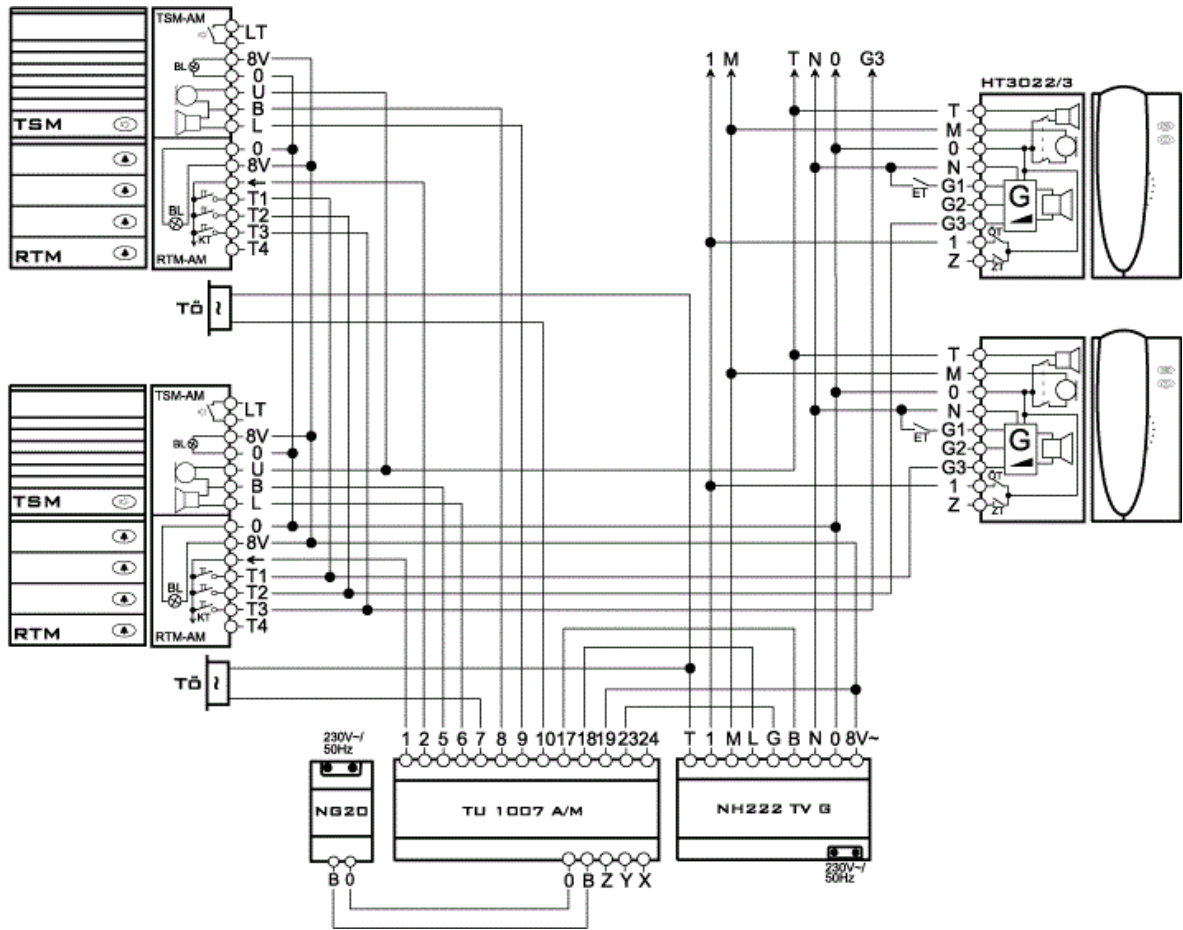 TSM-AM
LT
8V
BL
0
U
B
L
TSM
0
8V
←
T1
BL
T2
T3
KT
T4
RTM
RTM-AM
TÖ
~
TSM-AM
LT
8V
BL
0
U
B
L
TSM
0
8V
←
T1
BL
T2
T3
KT
T4
RTM
RTM-AM
TÖ
~
1 M T N 0 G3
HT3022/3
T
M
0
N
G1
ET
G2
G
G3
ÖT
1
Z
ZT
T
M
0
N
G1
ET
G2
G
G3
ÖT
1
Z
ZT
230V~/
50Hz
NG20
B 0
1 2 5 6 7 8 9 10 17 18 19 23 24
TU 1007 A/M
0 B Z Y X
T 1 M L G B N 0 8V~
NH222 TV G
230V~/
50Hz